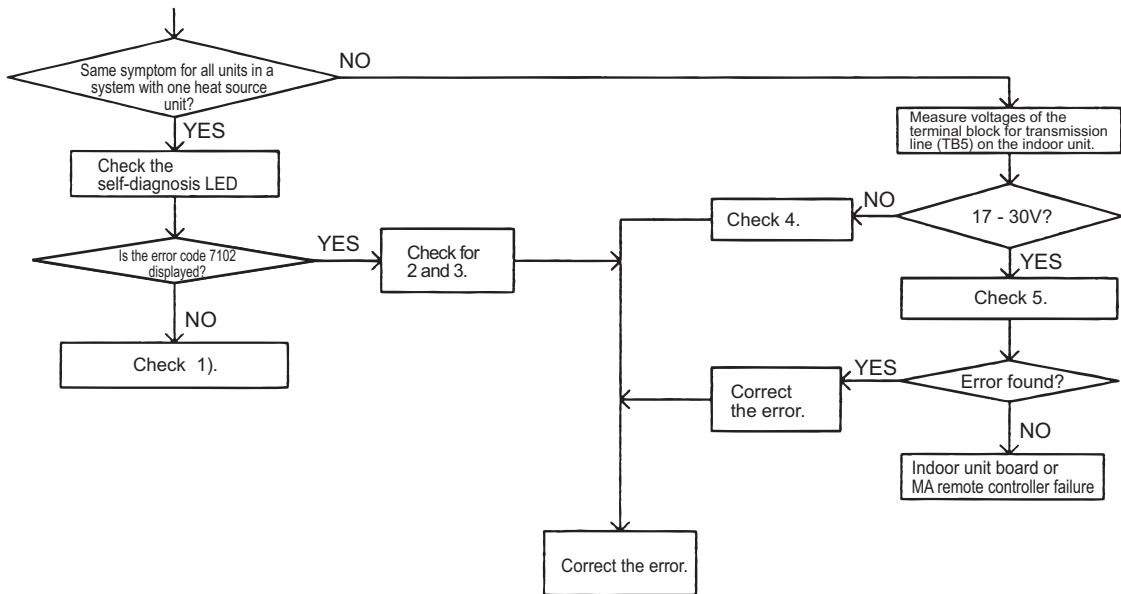 Same symptom for all units in a
system with one heat source
unit?
NO
YES
Measure voltages of the
terminal block for transmission
line (TB5) on the indoor unit.
Check the
self-diagnosis LED
17 - 30V?
NO
Check 4.
YES
Is the error code 7102
displayed?
YES
Check for
2 and 3.
Check 5.
NO
Check 1).
Error found?
YES
Correct
the error.
NO
Indoor unit board or
MA remote controller failure
Correct the error.